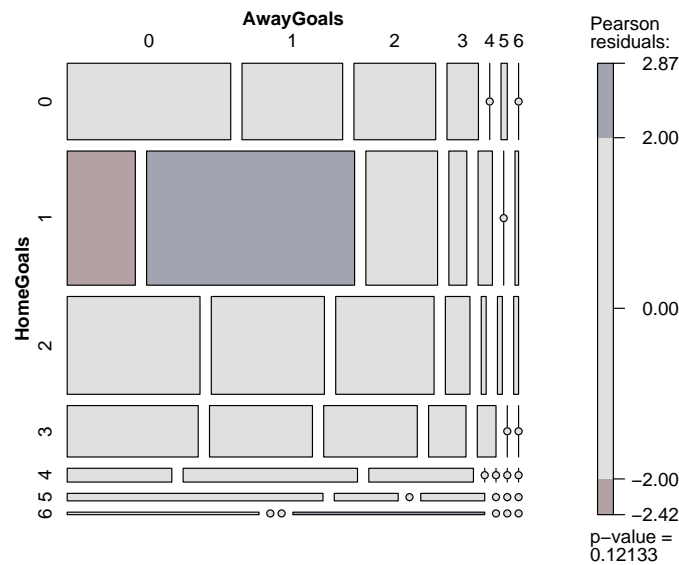 AwayGoals
0 1 2 3 4 5 6
HomeGoals
0
1
2
3
4
5
6
Pearson
residuals:
2.87
2.00
0.00
−2.00
−2.42
p−value =
0.12133